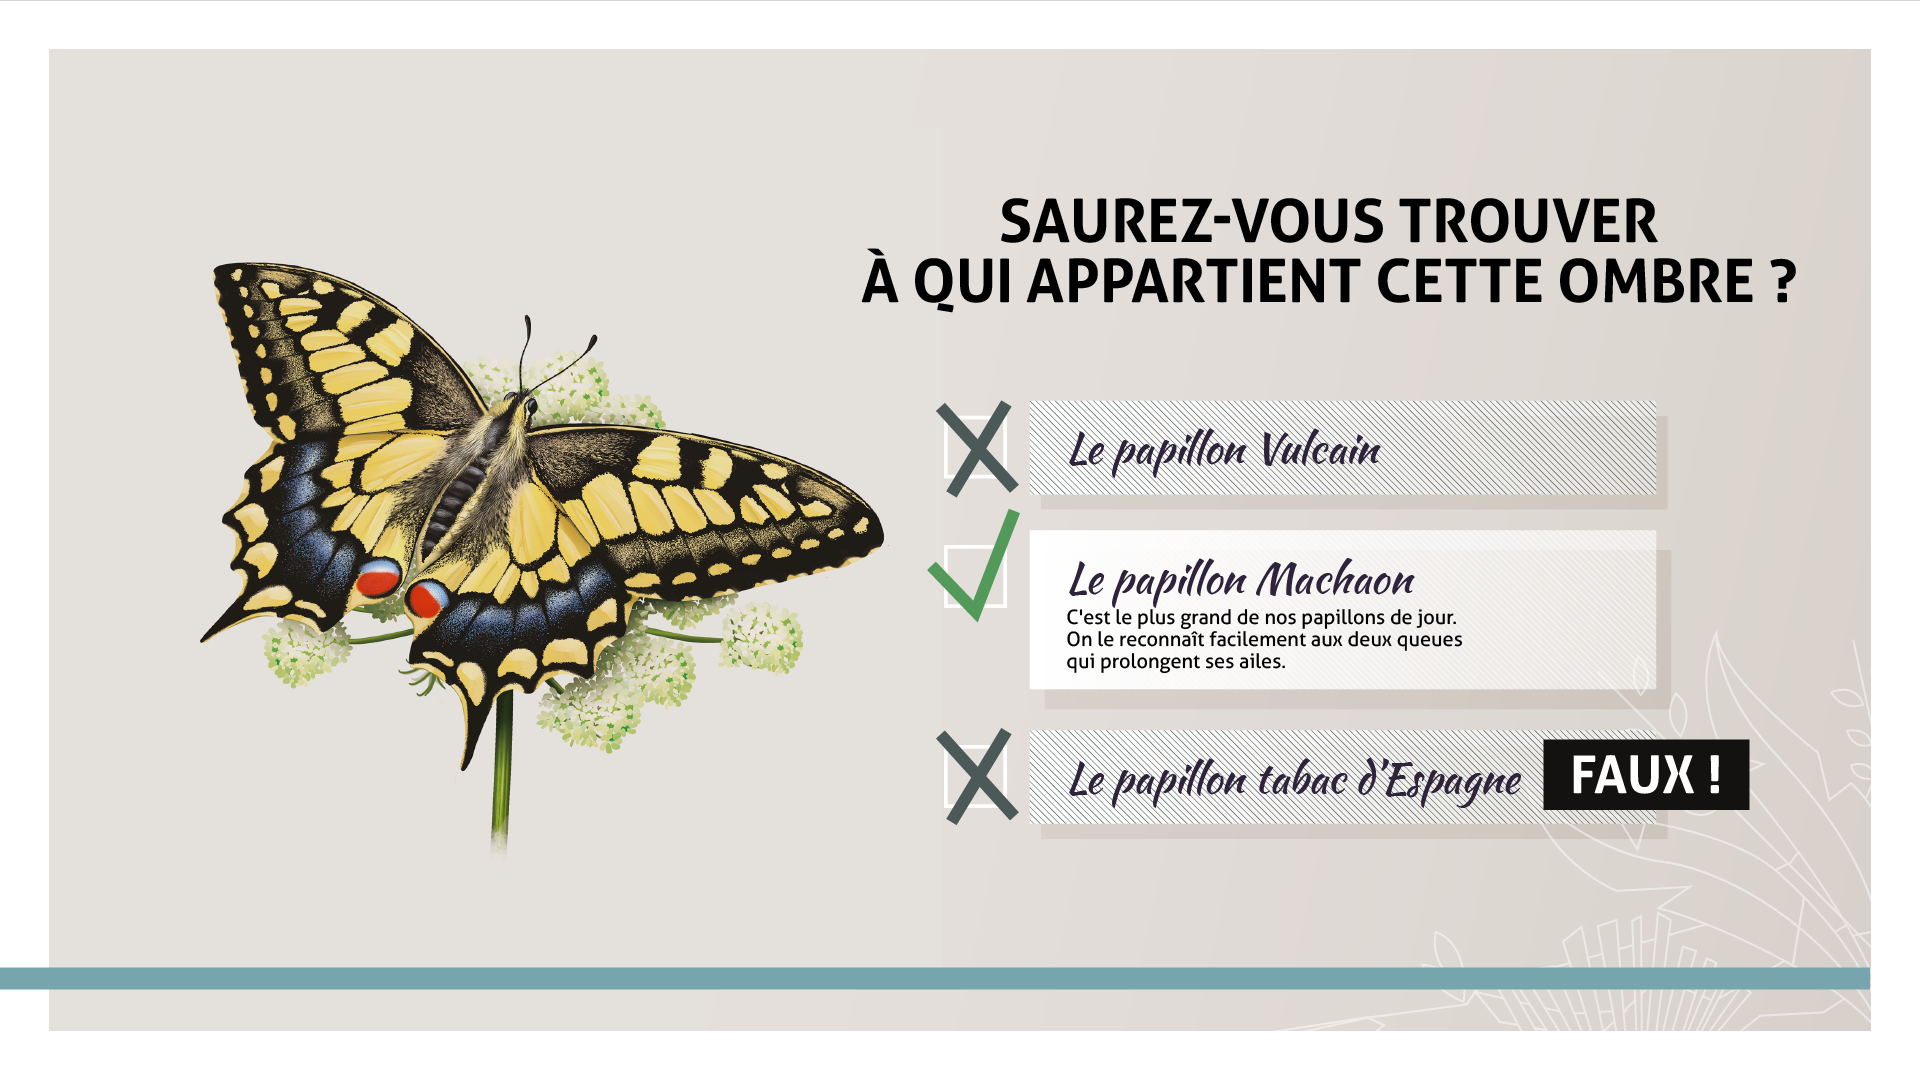 SAUREZ-VOUS TROUVER
À QUI APPARTIENT CETTE OMBRE ?
Le papillon Vulcain
Le papillon Machaon
C'est le plus grand de nos papillons de jour.
On le reconnaît facilement aux deux queues
qui prolongent ses ailes.
Le papillon tabac d'Espagne
FAUX !